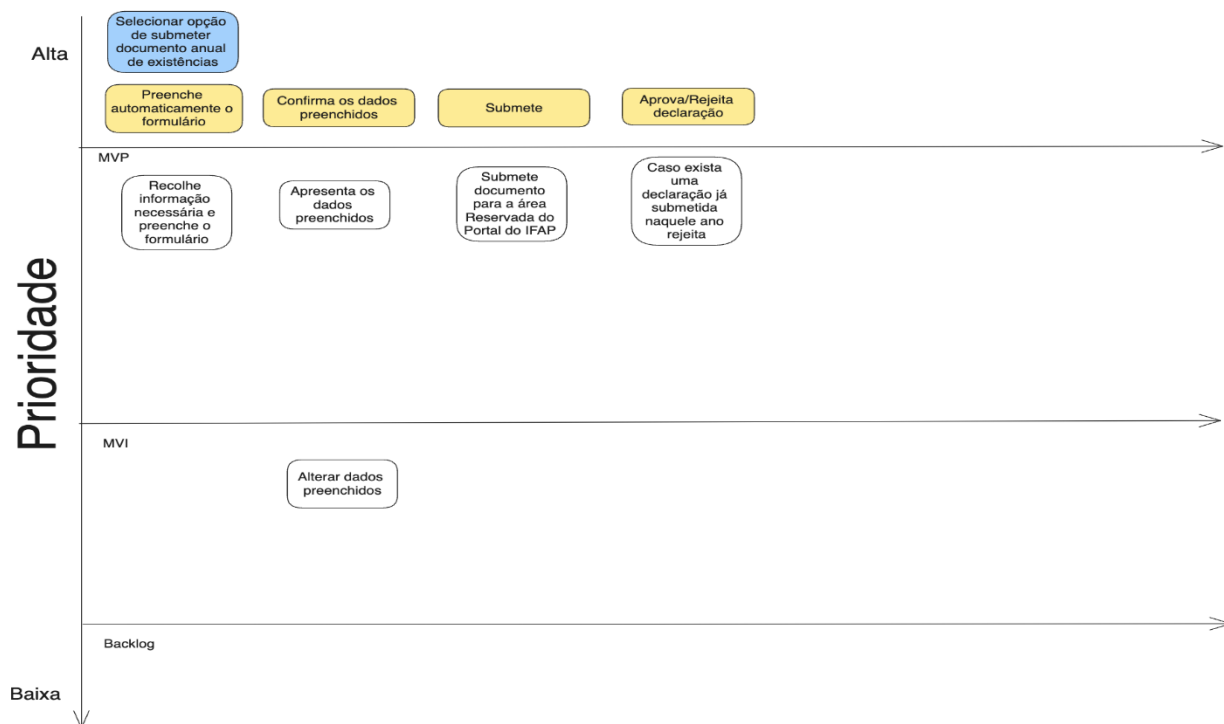 Prioridade
Alta
Selecionar opção
de submeter
documento anual
de existências
Preenche
automaticamente o
formulário
Confirma os dados
preenchidos
Submete
Aprova/Rejeita
declaração
MVP
Recolhe
informação
necessária e
preenche o
formulário
Apresenta os
dados
preenchidos
Submete
documento
para a área
Reservada do
Portal do IFAP
Caso exista
uma
declaração já
submetida
naquele ano
rejeita
MVI
Alterar dados
preenchidos
Backlog
Baixa